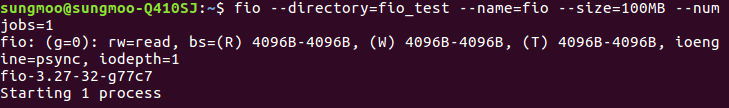 sungmoo@sungmoo-Q410SJ:~$ fio --directory=fio_test --name=fio --size=100MB --num
jobs=1
fio: (g=0): rw=read, bs=(R) 4096B-4096B, (W) 4096B-4096B, (T) 4096B-4096B, ioeng
ine=psync, iodepth=1
fio-3.27-32-g77c7
Starting 1 process